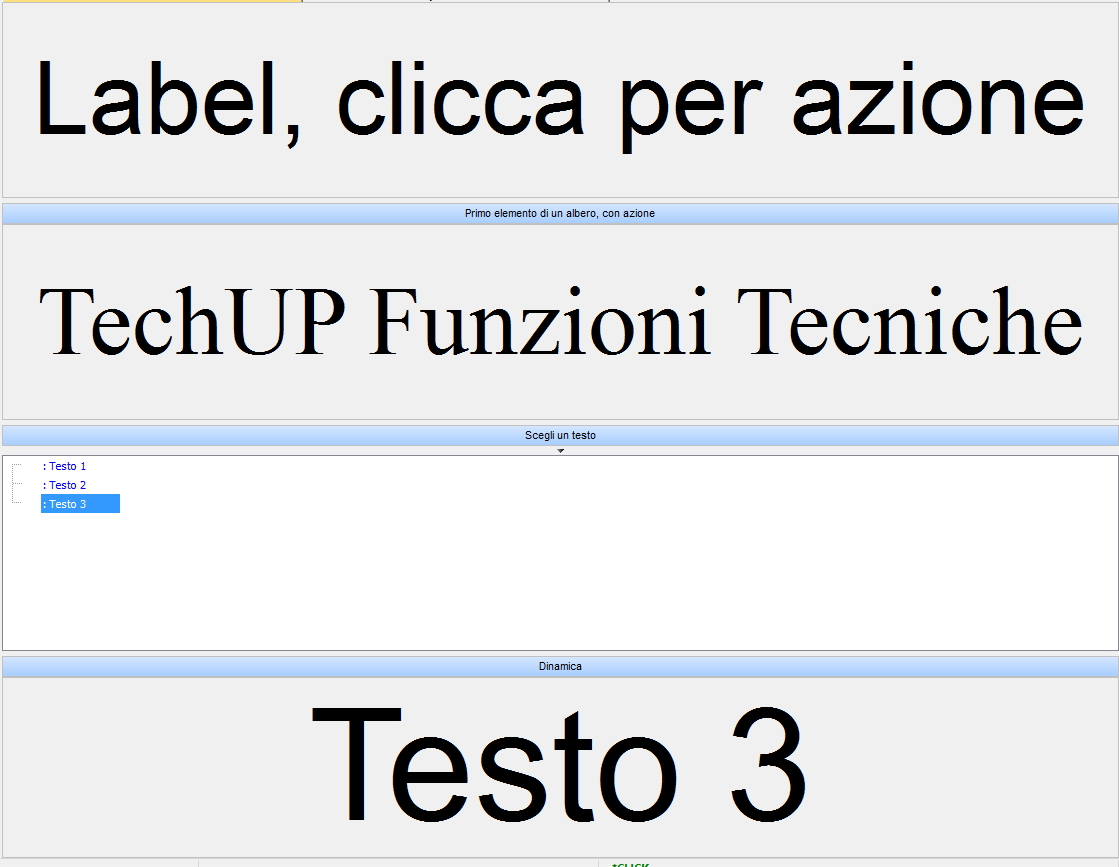 Label, clicca per azione
Primo elemento di un albero, con azione
TechUP Funzioni Tecniche
Scegli un testo
: Testo 1
: Testo 2
: Testo 3
Dinamica
Testo 3